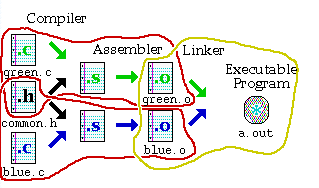 Compiler
Assembler
Linker
.c
green.c
.s
.o
green.o
Executable
Program
.h
common.h
a.out
.c
blue.c
.s
.o
blue.o